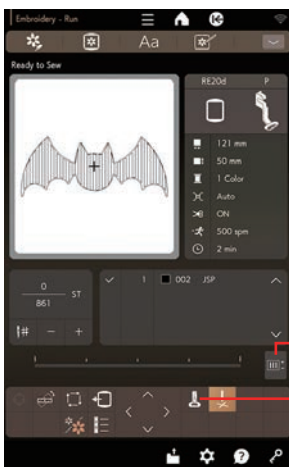 Embroidery - Run
Aa
Ready to Sew
RE20d P
121 mm
50 mm
1 Color
Auto
ON
500 spm
2 min
0
861
ST
1 002 JSP
# - +